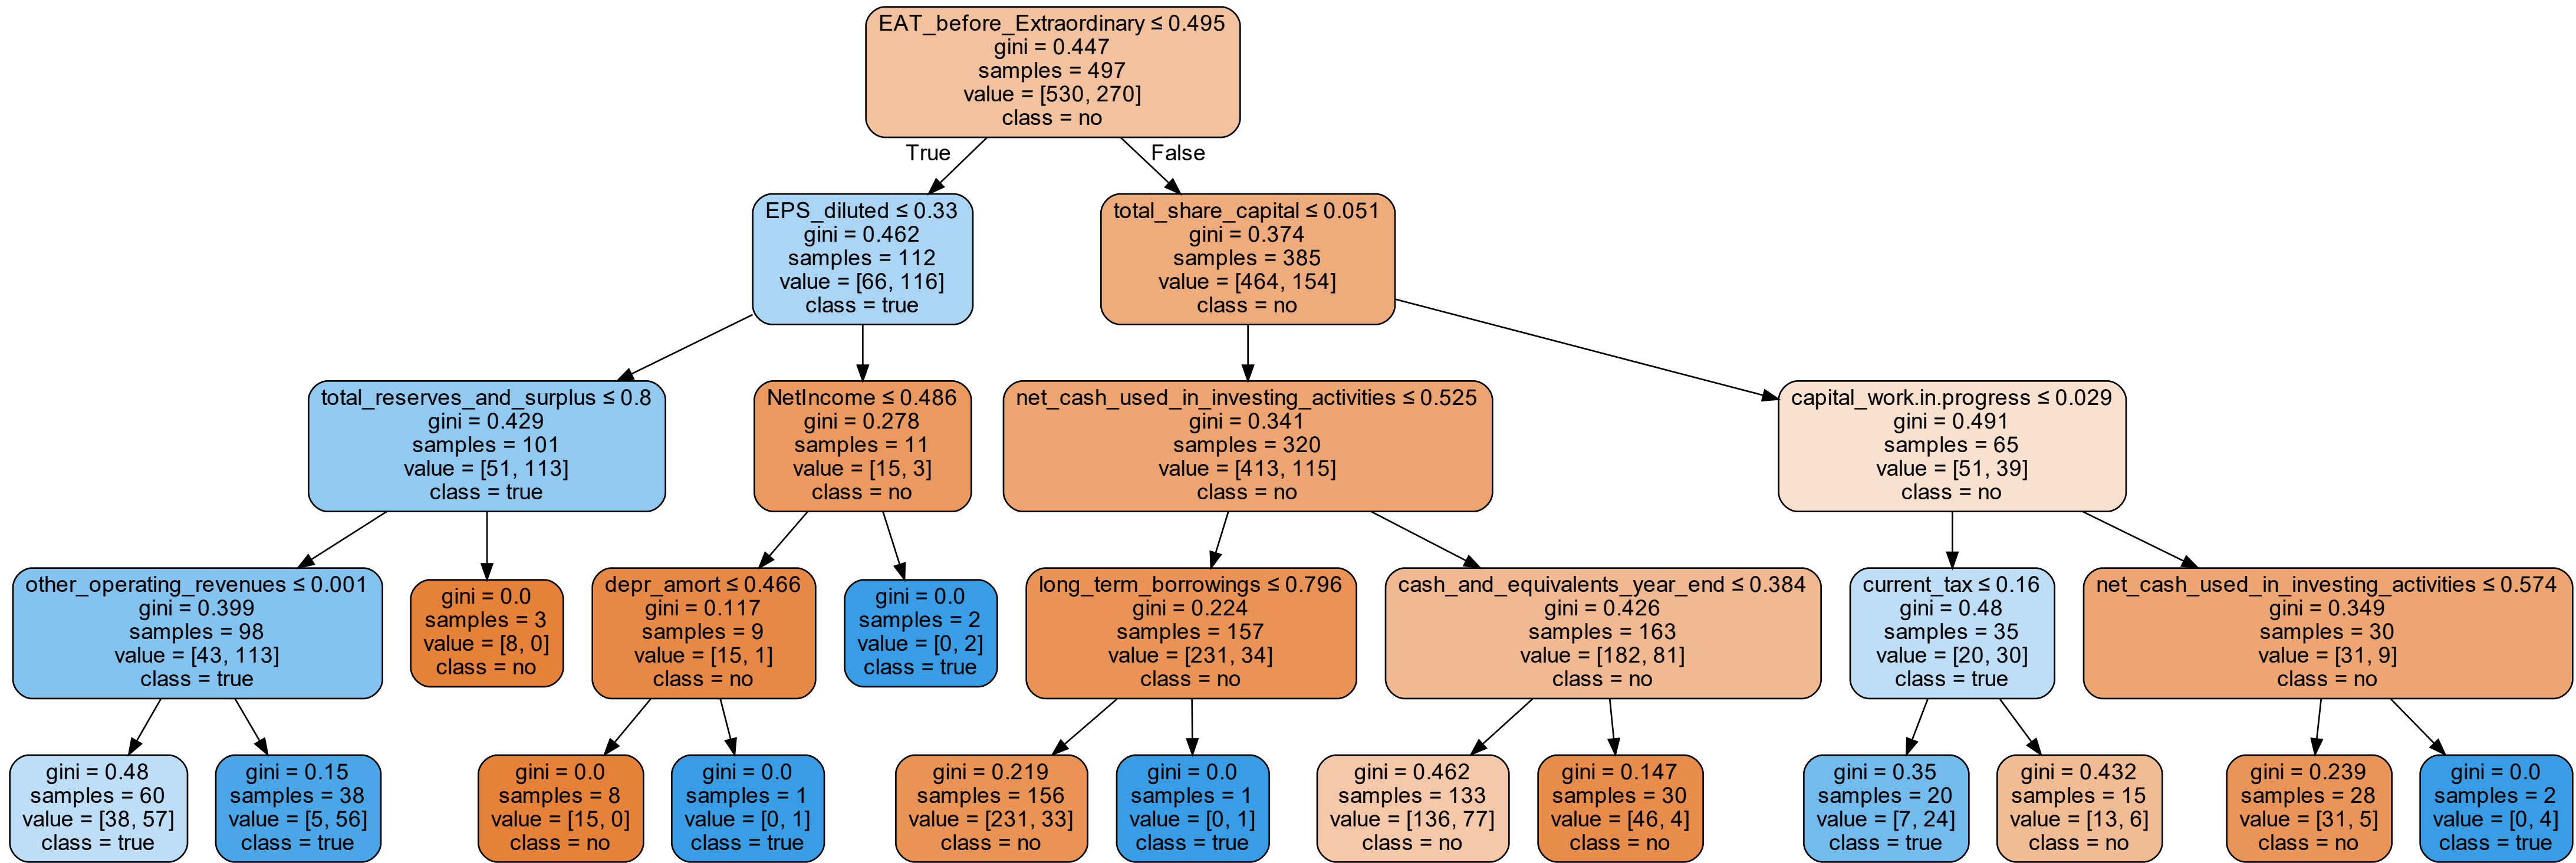 EAT_before_Extraordinary ≤ 0.495
gini = 0.447
samples = 497
value = [530, 270]
class = no
True
False
EPS_diluted ≤ 0.33
gini = 0.462
samples = 112
value = [66, 116]
class = true
total_share_capital ≤ 0.051
gini = 0.374
samples = 385
value = [464, 154]
class = no
total_reserves_and_surplus ≤ 0.8
gini = 0.429
samples = 101
value = [51, 113]
class = true
NetIncome ≤ 0.486
gini = 0.278
samples = 11
value = [15, 3]
class = no
net_cash_used_in_investing_activities ≤ 0.525
gini = 0.341
samples = 320
value = [413, 115]
class = no
capital_work.in.progress ≤ 0.029
gini = 0.491
samples = 65
value = [51, 39]
class = no
other_operating_revenues ≤ 0.001
gini = 0.399
samples = 98
value = [43, 113]
class = true
gini = 0.0
samples = 3
value = [8, 0]
class = no
depr_amort ≤ 0.466
gini = 0.117
samples = 9
value = [15, 1]
class = no
gini = 0.0
samples = 2
value = [0, 2]
class = true
long_term_borrowings ≤ 0.796
gini = 0.224
samples = 157
value = [231, 34]
class = no
cash_and_equivalents_year_end ≤ 0.384
gini = 0.426
samples = 163
value = [182, 81]
class = no
current_tax ≤ 0.16
gini = 0.48
samples = 35
value = [20, 30]
class = true
net_cash_used_in_investing_activities ≤ 0.574
gini = 0.349
samples = 30
value = [31, 9]
class = no
gini = 0.48
samples = 60
value = [38, 57]
class = true
gini = 0.15
samples = 38
value = [5, 56]
class = true
gini = 0.0
samples = 8
value = [15, 0]
class = no
gini = 0.0
samples = 1
value = [0, 1]
class = true
gini = 0.219
samples = 156
value = [231, 33]
class = no
gini = 0.0
samples = 1
value = [0, 1]
class = true
gini = 0.462
samples = 133
value = [136, 77]
class = no
gini = 0.147
samples = 30
value = [46, 4]
class = no
gini = 0.35
samples = 20
value = [7, 24]
class = true
gini = 0.432
samples = 15
value = [13, 6]
class = no
gini = 0.239
samples = 28
value = [31, 5]
class = no
gini = 0.0
samples = 2
value = [0, 4]
class = true